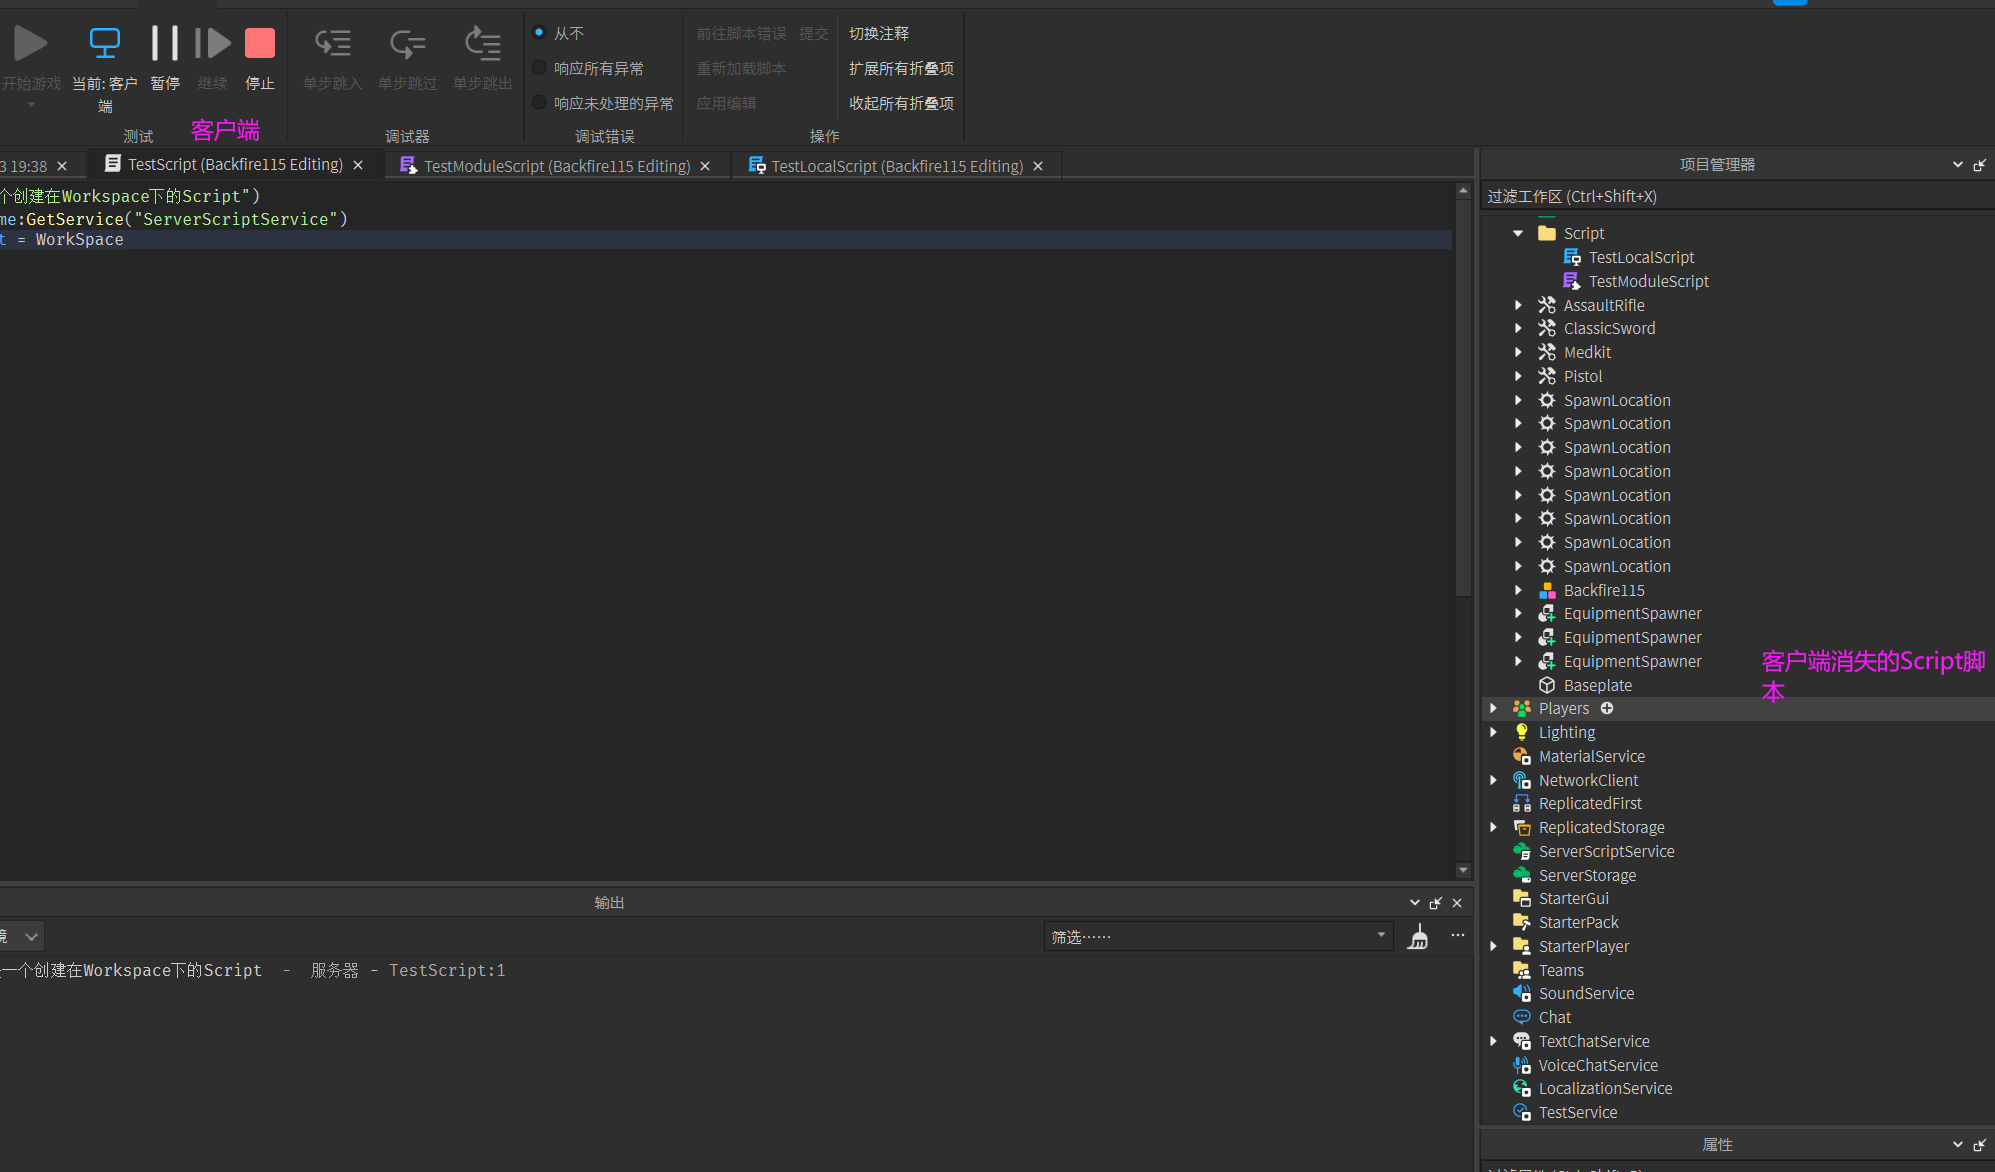 开始游戏
当前: 客户端
暂停
继续
停止
测试
客户端
单步跳入
单步跳过
单步跳出
调试器
从不
响应所有异常
响应未处理的异常
调试错误
前往脚本错误 提交
重新加载脚本
应用编辑
切换注释
扩展所有折叠项
收起所有折叠项
操作
3 19:38
TestScript (Backfire115 Editing)
TestModuleScript (Backfire115 Editing)
TestLocalScript (Backfire115 Editing)
个创建在Workspace下的Script")
me:GetService("ServerScriptService")
t = WorkSpace
项目管理器
过滤工作区 (Ctrl+Shift+X)
Script
TestLocalScript
TestModuleScript
AssaultRifle
ClassicSword
Medkit
Pistol
SpawnLocation
SpawnLocation
SpawnLocation
SpawnLocation
SpawnLocation
SpawnLocation
SpawnLocation
SpawnLocation
Backfire115
EquipmentSpawner
EquipmentSpawner
EquipmentSpawner
Baseplate
客户端消失的Script脚
本
Players
Lighting
MaterialService
NetworkClient
ReplicatedFirst
ReplicatedStorage
ServerScriptService
ServerStorage
StarterGui
StarterPack
StarterPlayer
Teams
SoundService
Chat
TextChatService
VoiceChatService
LocalizationService
TestService
属性
输出
筛选······
一个创建在Workspace下的Script - 服务器 - TestScript:1